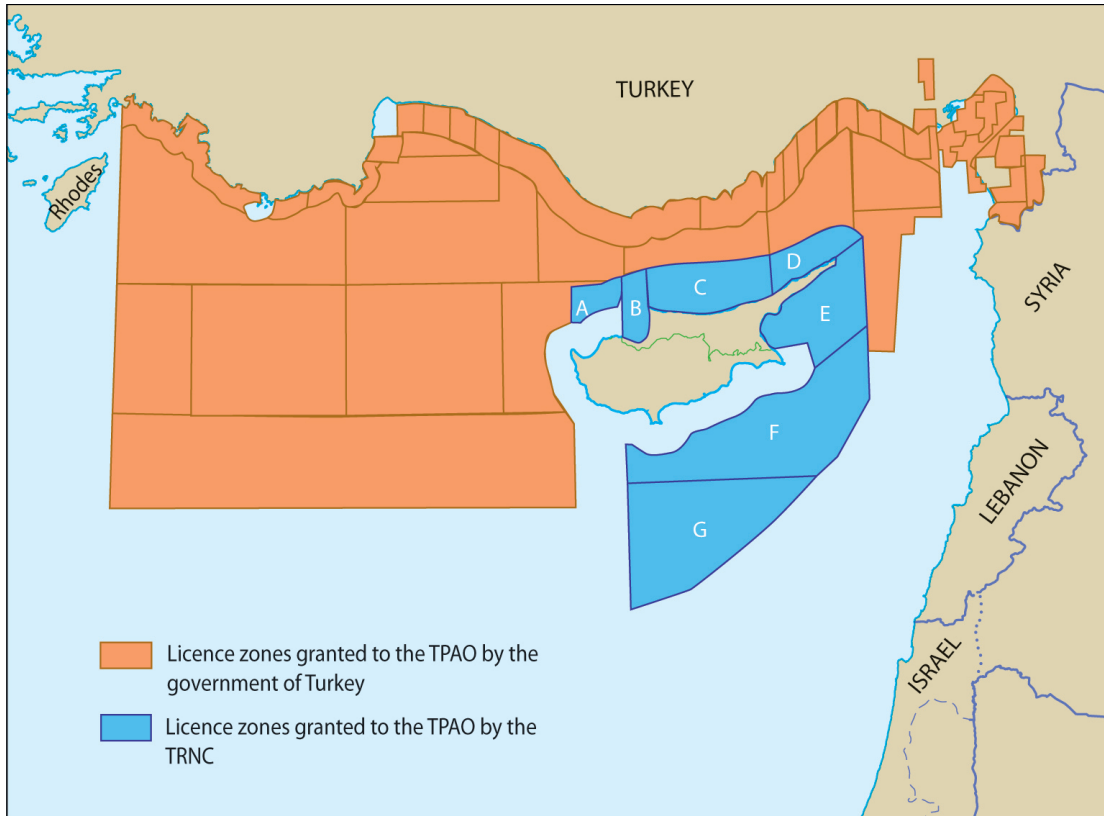 TURKEY
Rhodes
D
C
A
B
E
SYRIA
F
LEBANON
G
Licence zones granted to the TPAO by the
government of Turkey
ISRAEL
Licence zones granted to the TPAO by the
TRNC